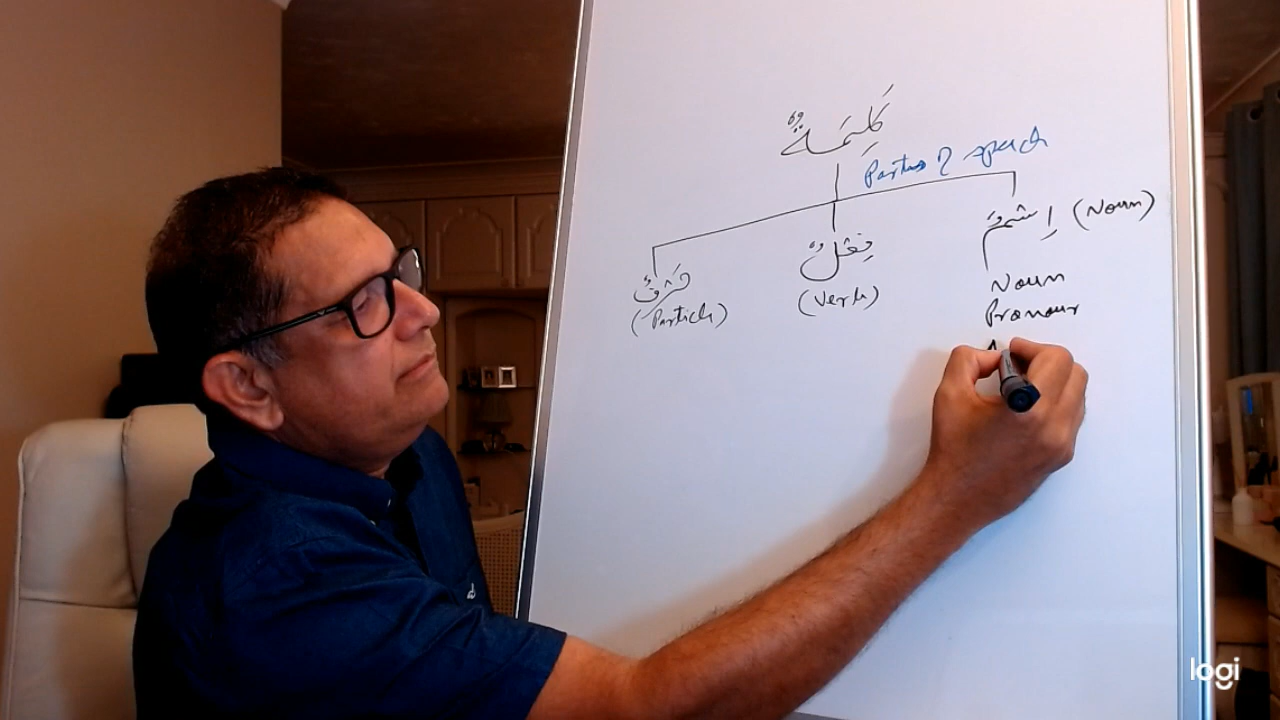 كَلِمَةٌ
Parts of speech
اِسْمٌ (Noun)
فِعْلٌ
(Verb)
حَرْفٌ
(Particle)
Noun
Pronoun
A
logi